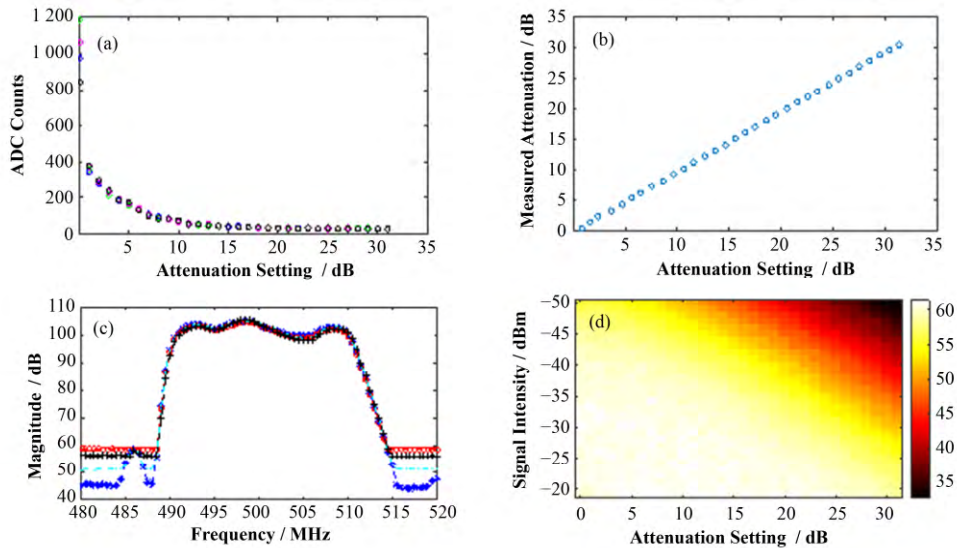 1 200
1 000
800
600
400
200
0
ADC Counts
(a)
5 10 15 20 25 30 35
Attenuation Setting / dB
35
30
25
20
15
10
5
0
Measured Attenuation / dB
(b)
5 10 15 20 25 30 35
Attenuation Setting / dB
110
100
90
80
70
60
50
40
Magnitude / dB
(c)
480 485 490 495 500 505 510 515 520
Frequency / MHz
−50
−45
−40
−35
−30
−25
−20
Signal Intensity / dBm
(d)
0 5 10 15 20 25 30
Attenuation Setting / dB
60
55
50
45
40
35